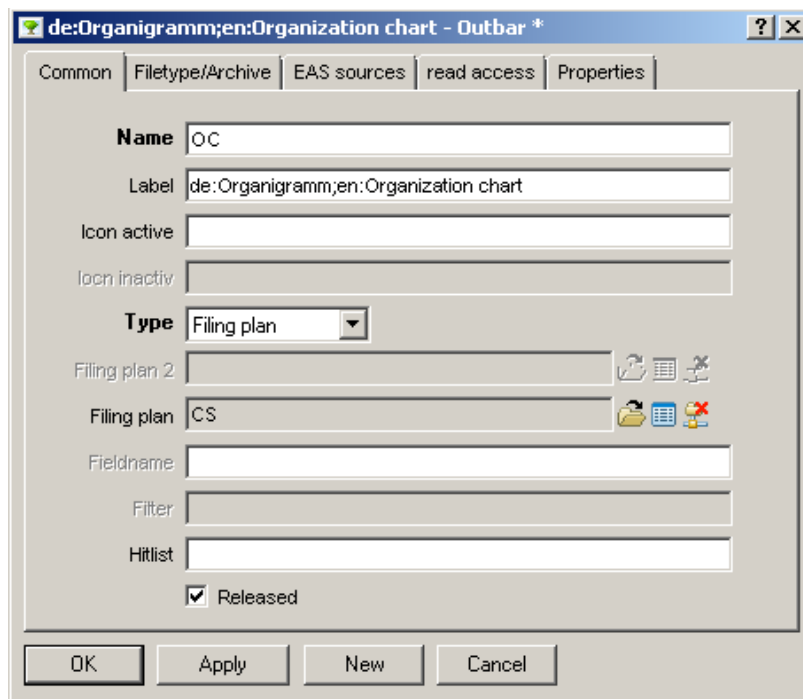 de:Organigramm;en:Organization chart - Outbar *
Common Filetype/Archive EAS sources read access Properties
Name OC
Label de:Organigramm;en:Organization chart
Icon active
Iocn inactiv
Type Filing plan
Filing plan 2
Filing plan CS
Fieldname
Filter
Hitlist
Released
OK Apply New Cancel